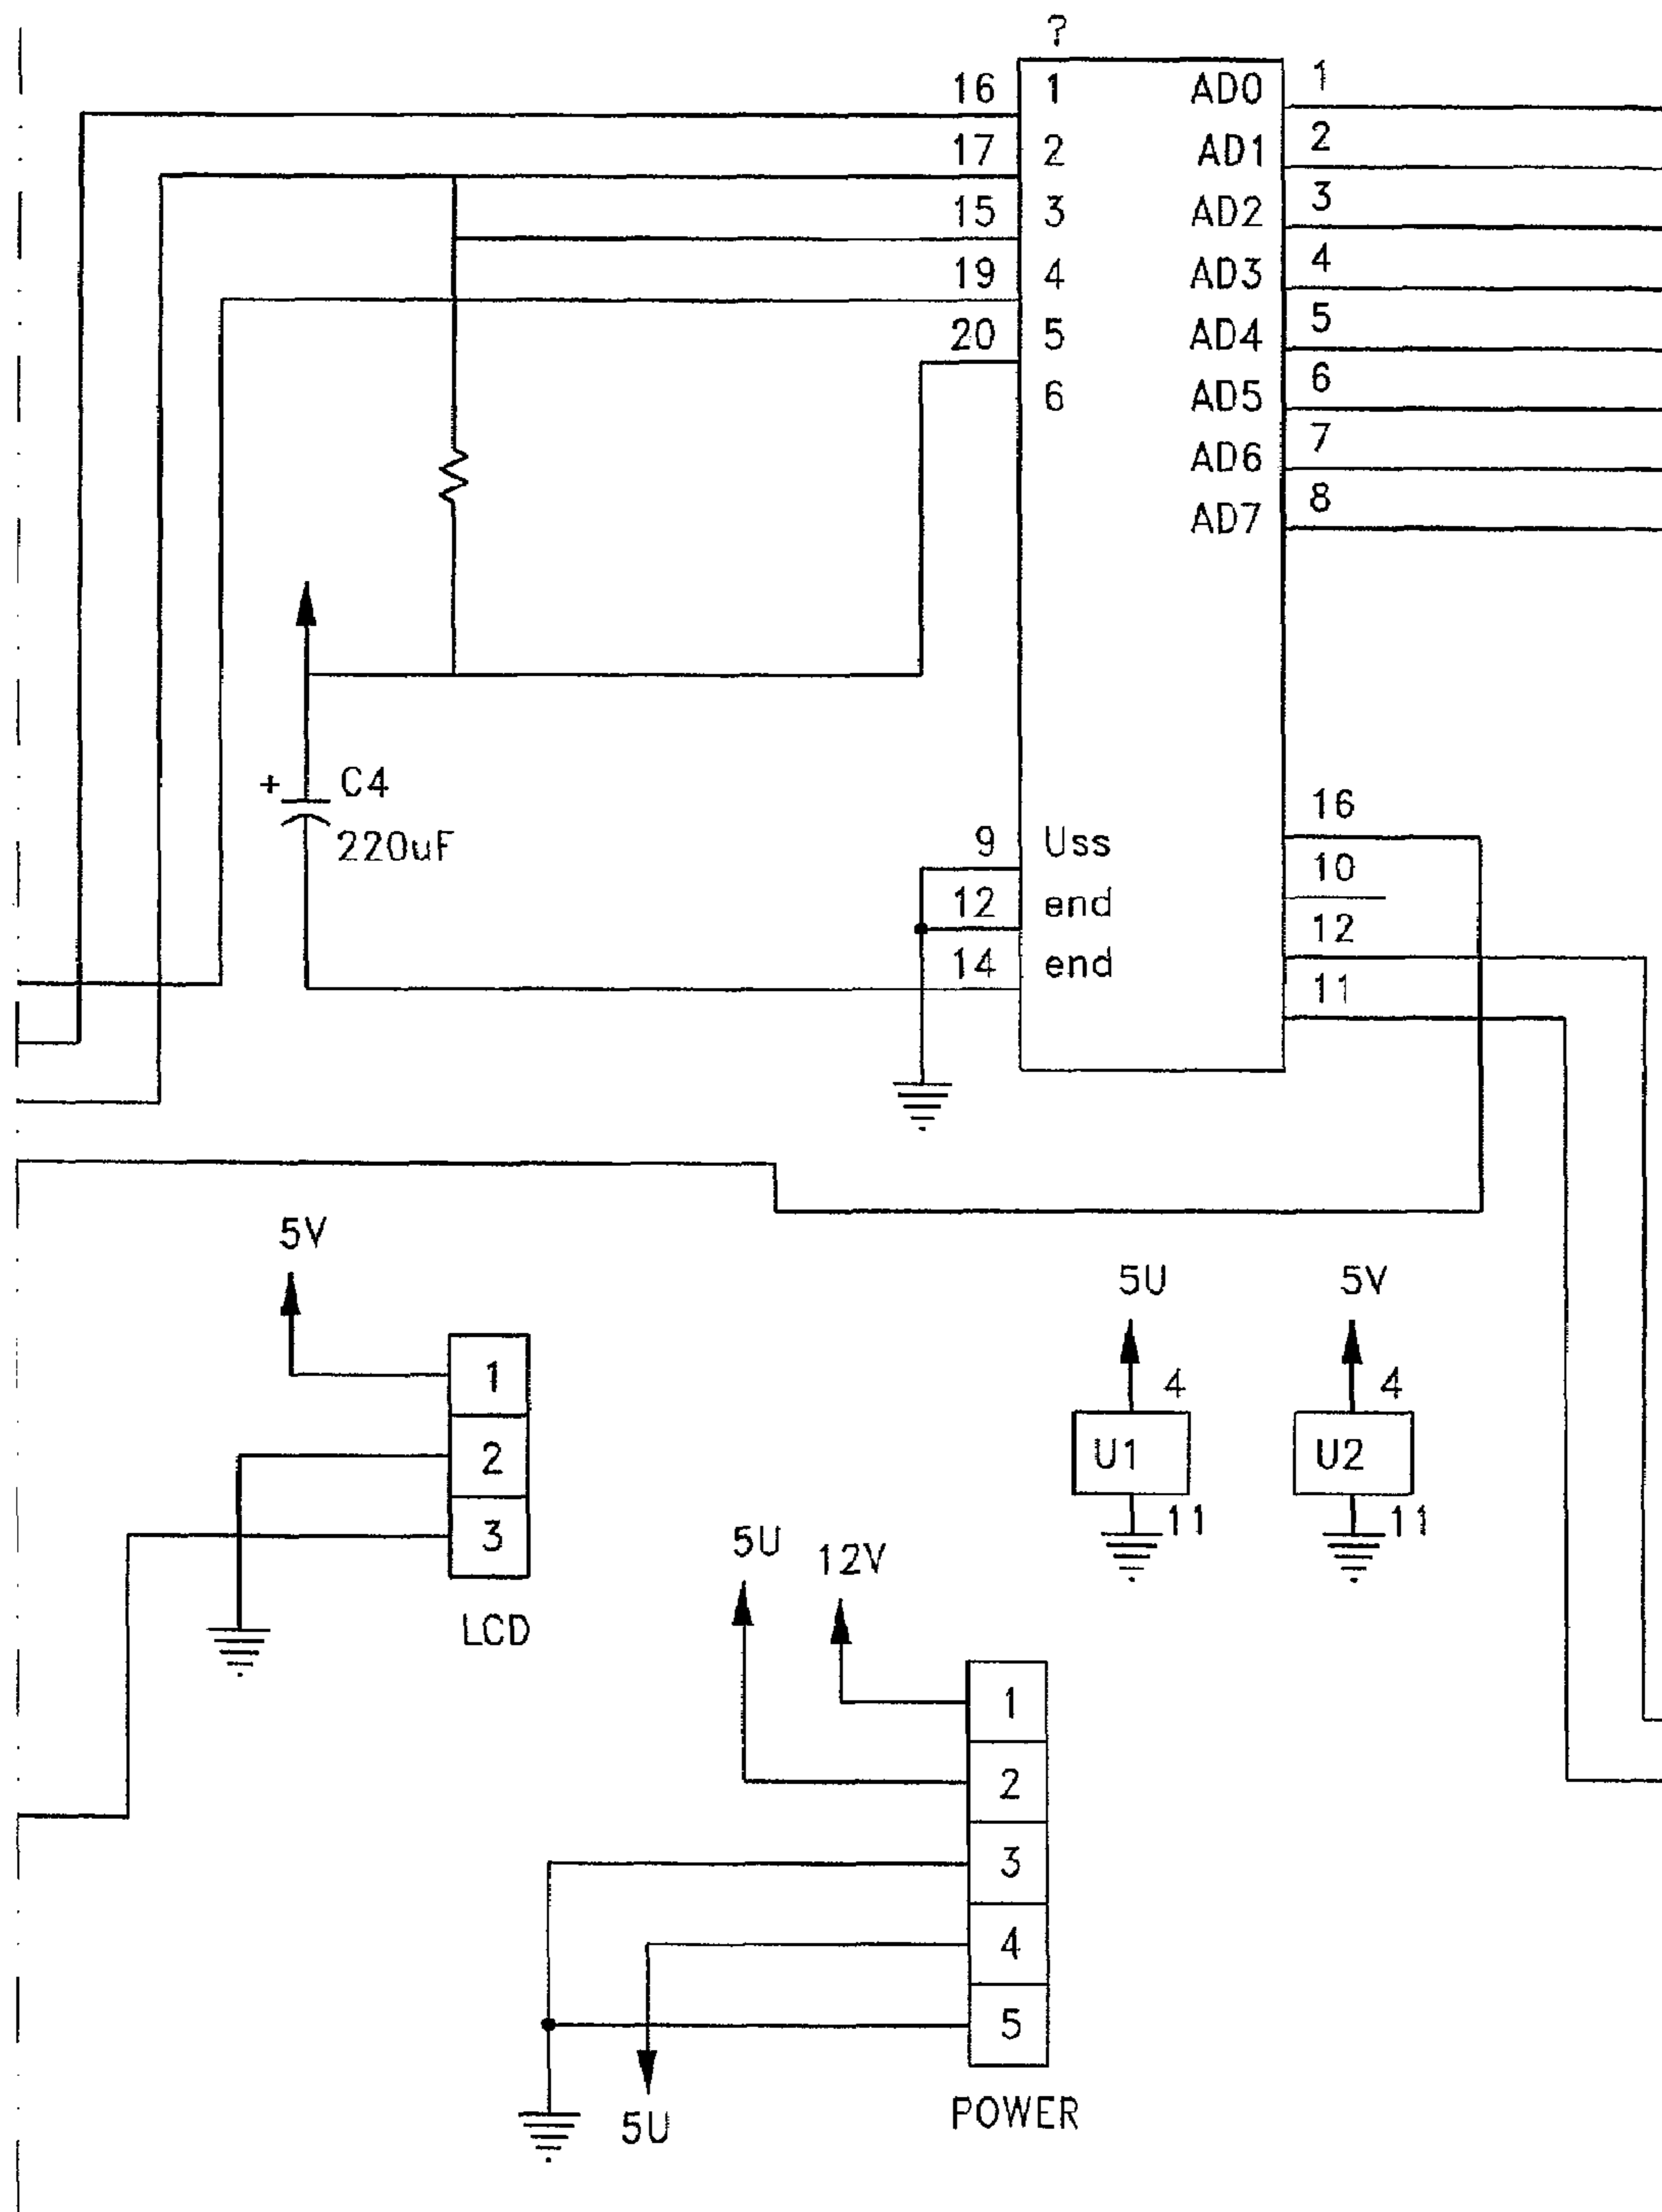 ?
16 1 AD0 1
17 2 AD1 2
15 3 AD2 3
19 4 AD3 4
20 5 AD4 5
6 AD5 6
AD6 7
AD7 8
+ C4
220uF
16
9 Uss
10
12 end
12
14 end
11
5V
5U 5V
1
4 4
2
U1 U2
3
11 11
LCD
5U 12V
1
2
3
4
5
POWER
5U